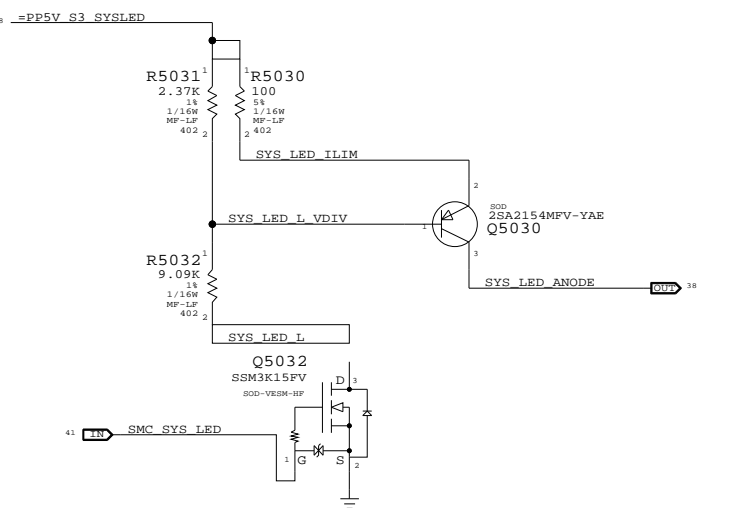 8 =PP5V_S3_SYSLED
R5031
2.37K
1%
1/16W
MF-LF
402
1
2
R5030
100
5%
1/16W
MF-LF
402
1
2
SYS_LED_ILIM
2
SOD
2SA2154MFV-YAE
Q5030
SYS_LED_L_VDIV
1
3
R5032
9.09K
1%
1/16W
MF-LF
402
1
2
SYS_LED_ANODE
OUT 38
SYS_LED_L
Q5032
SSM3K15FV
SOD-VESM-HF
D 3
41 IN SMC_SYS_LED
1 G S 2